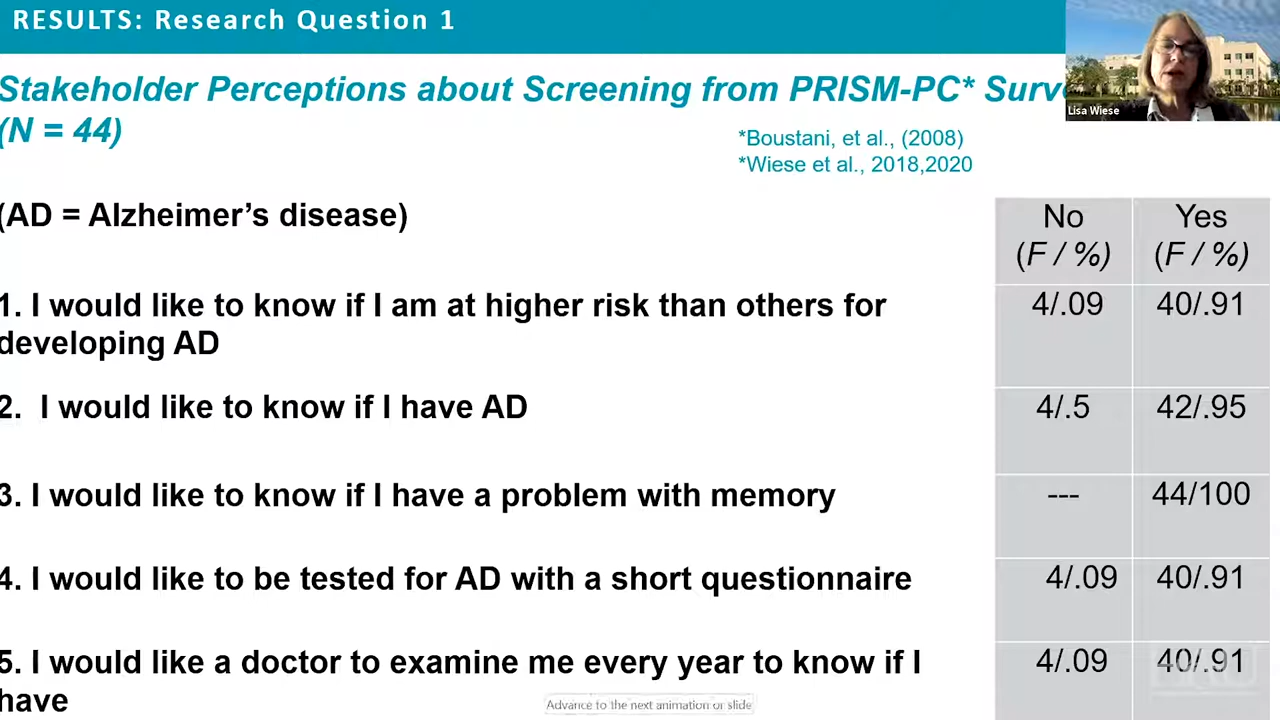 RESULTS: Research Question 1
Stakeholder Perceptions about Screening from PRISM-PC* Surve
(N = 44)
Lisa Wiese
*Boustani, et al., (2008)
*Wiese et al., 2018,2020
(AD = Alzheimer’s disease)
No Yes
(F / %) (F / %)
1. I would like to know if I am at higher risk than others for 4/.09 40/.91
developing AD
2. I would like to know if I have AD 4/.5 42/.95
3. I would like to know if I have a problem with memory --- 44/100
4. I would like to be tested for AD with a short questionnaire 4/.09 40/.91
5. I would like a doctor to examine me every year to know if I 4/.09 40/.91
have
Advance to the next animation or slide